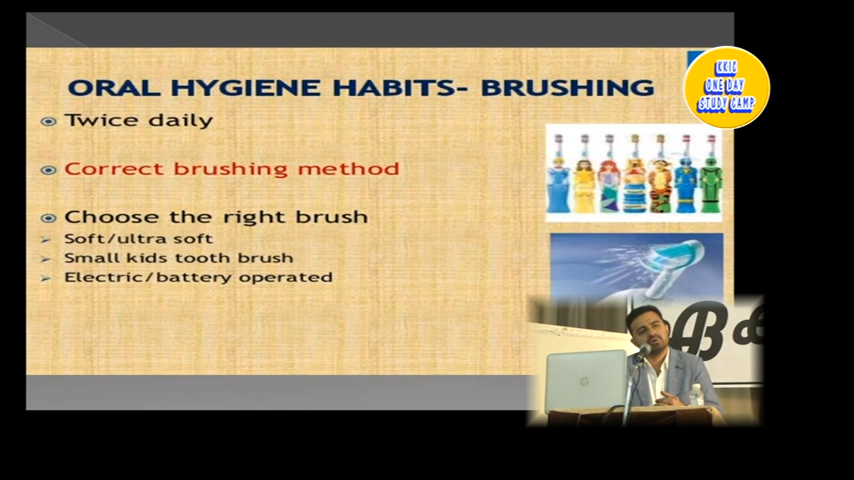 ORAL HYGIENE HABITS- BRUSHING
Twice daily
Correct brushing method
Choose the right brush
Soft/ultra soft
Small kids tooth brush
Electric/battery operated
KKIC
ONE DAY
STUDY CAMP
hp